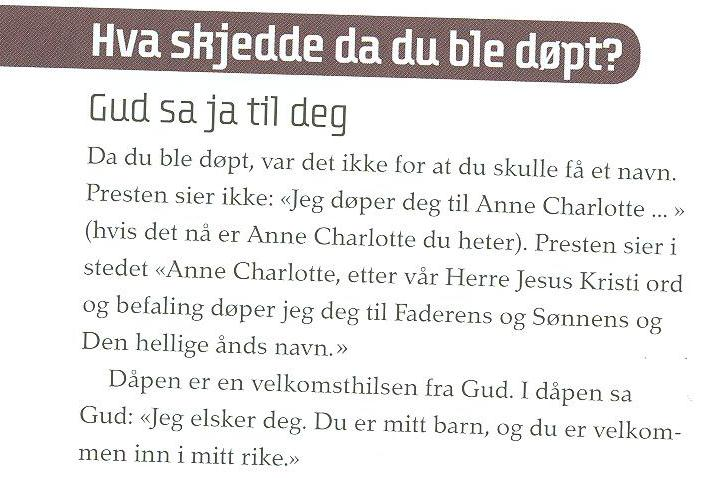 Hva skjedde da du ble døpt?
Gud sa ja til deg
Da du ble døpt, var det ikke for at du skulle få et navn.
Presten sier ikke: «Jeg døper deg til Anne Charlotte ... »
(hvis det nå er Anne Charlotte du heter). Presten sier i
stedet «Anne Charlotte, etter vår Herre Jesus Kristi ord
og befaling døper jeg deg til Faderens og Sønnens og
Den hellige ånds navn.»
Dåpen er en velkomsthilsen fra Gud. I dåpen sa
Gud: «Jeg elsker deg. Du er mitt barn, og du er velkom-
men inn i mitt rike.»